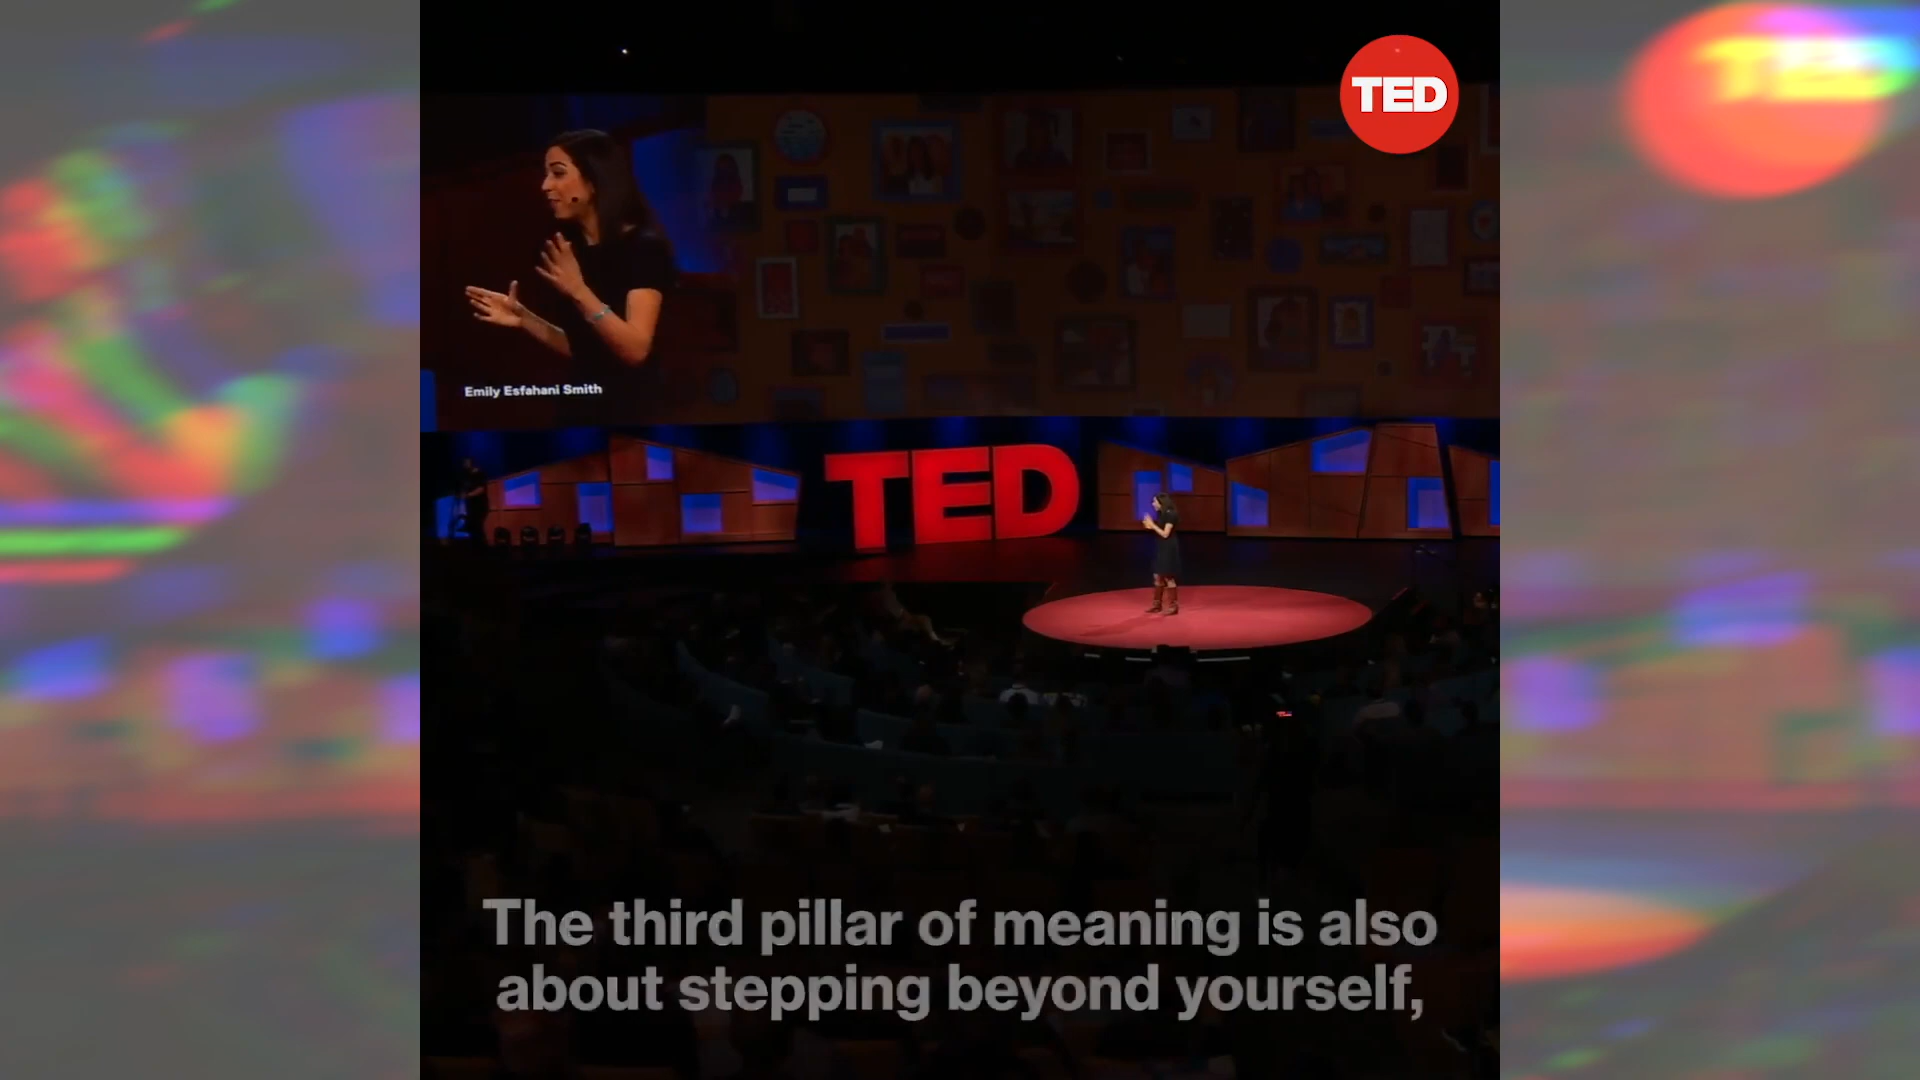 TED
Emily Esfahani Smith
TED
The third pillar of meaning is also
about stepping beyond yourself,